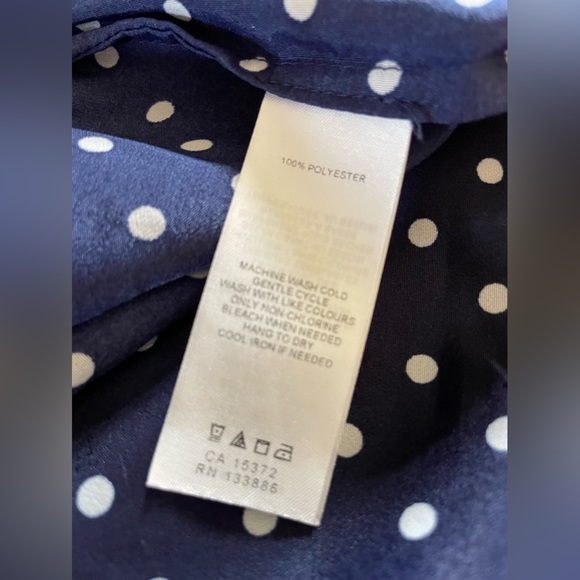 100% POLYESTER
MACHINE WASH COLD
GENTLE CYCLE
WASH WITH LIKE COLOURS
ONLY NON-CHLORINE
BLEACH WHEN NEEDED
HANG TO DRY
COOL IRON IF NEEDED
CA 15372
RN 133886